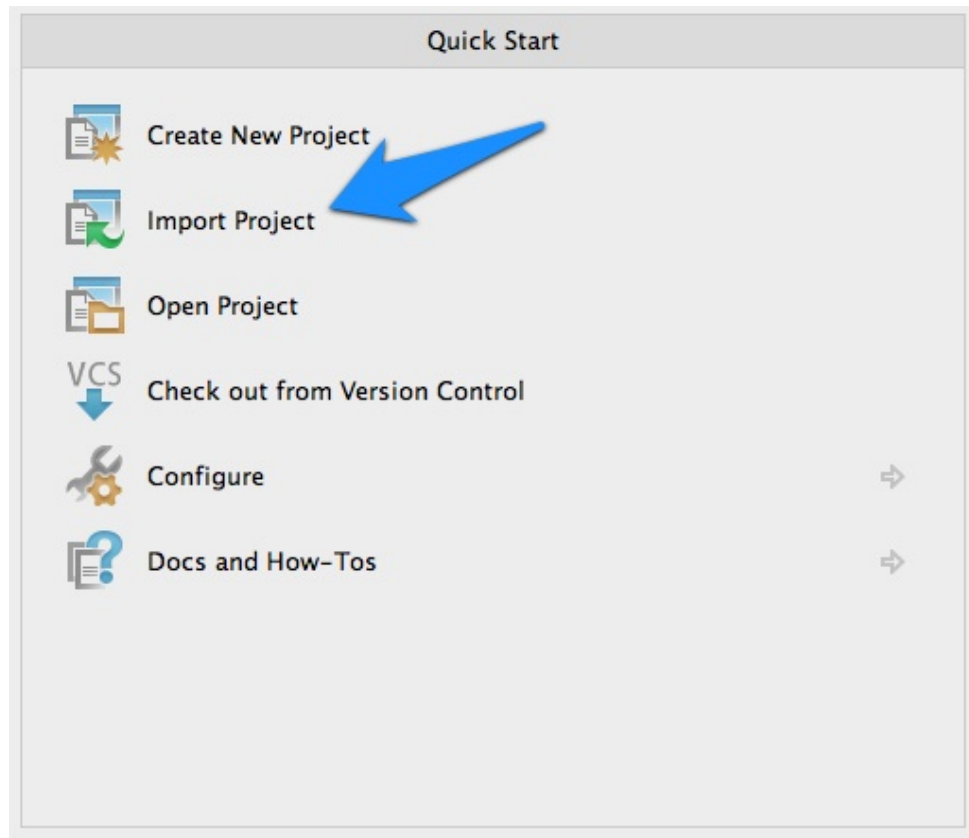 Quick Start
Create New Project
Import Project
Open Project
VCS
Check out from Version Control
Configure
Docs and How-Tos